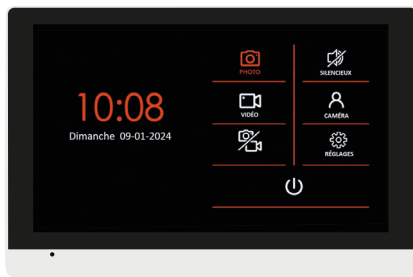 PHOTO
SILENCIEUX
10:08
VIDÉO
CAMÉRA
Dimanche 09-01-2024
RÉGLAGES